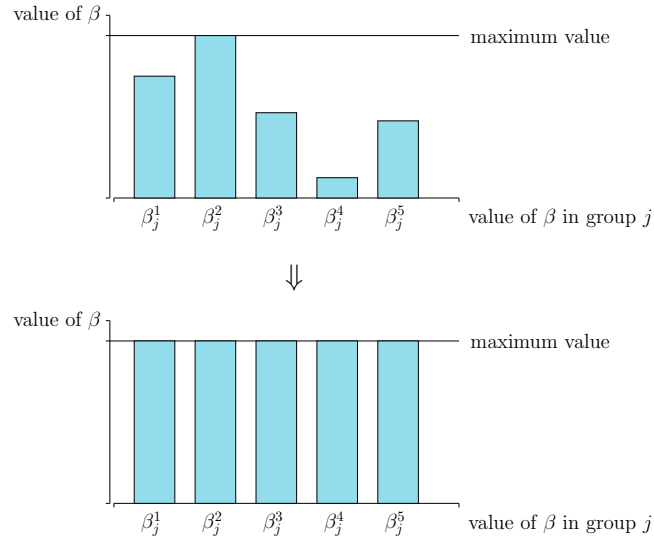 value of β
maximum value
β_j^1 β_j^2 β_j^3 β_j^4 β_j^5 value of β in group j
⇓
value of β
maximum value
β_j^1 β_j^2 β_j^3 β_j^4 β_j^5 value of β in group j